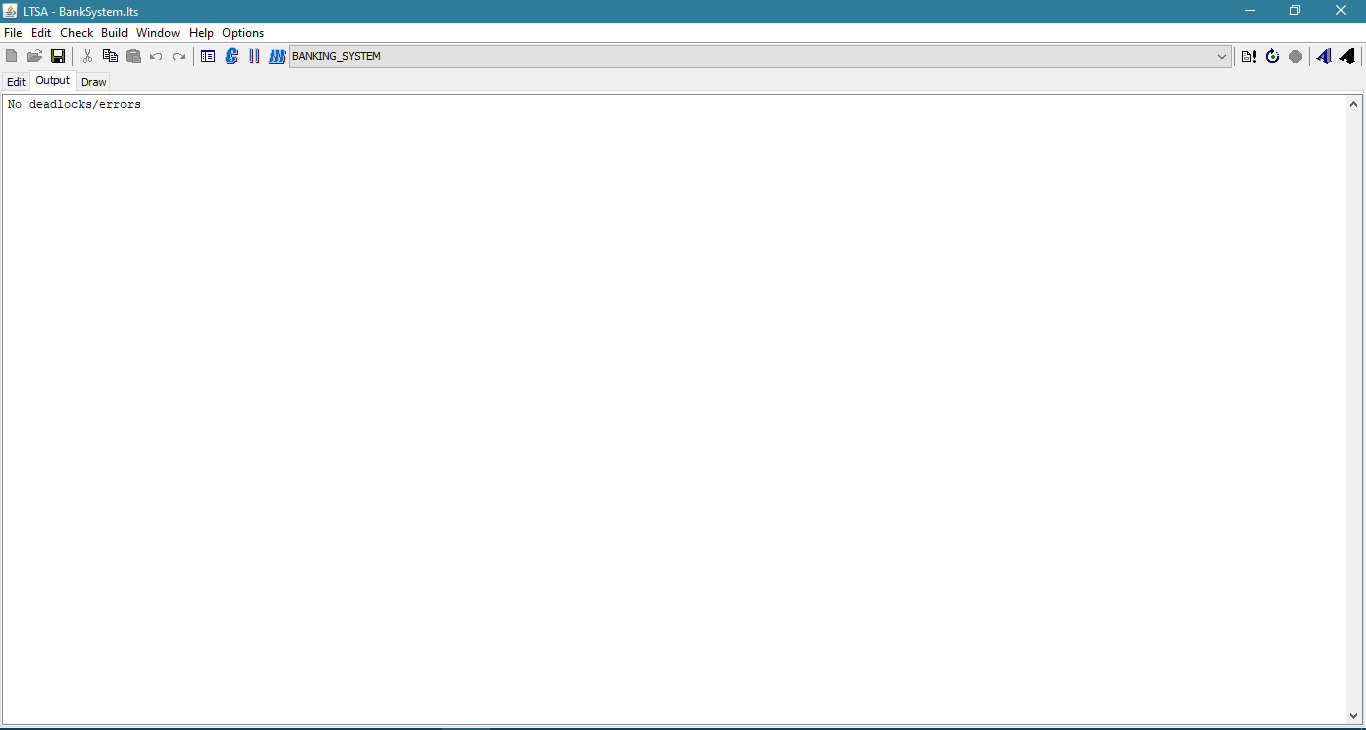 LTSA - BankSystem.lts
File Edit Check Build Window Help Options
BANKING_SYSTEM
Edit Output Draw
No deadlocks/errors